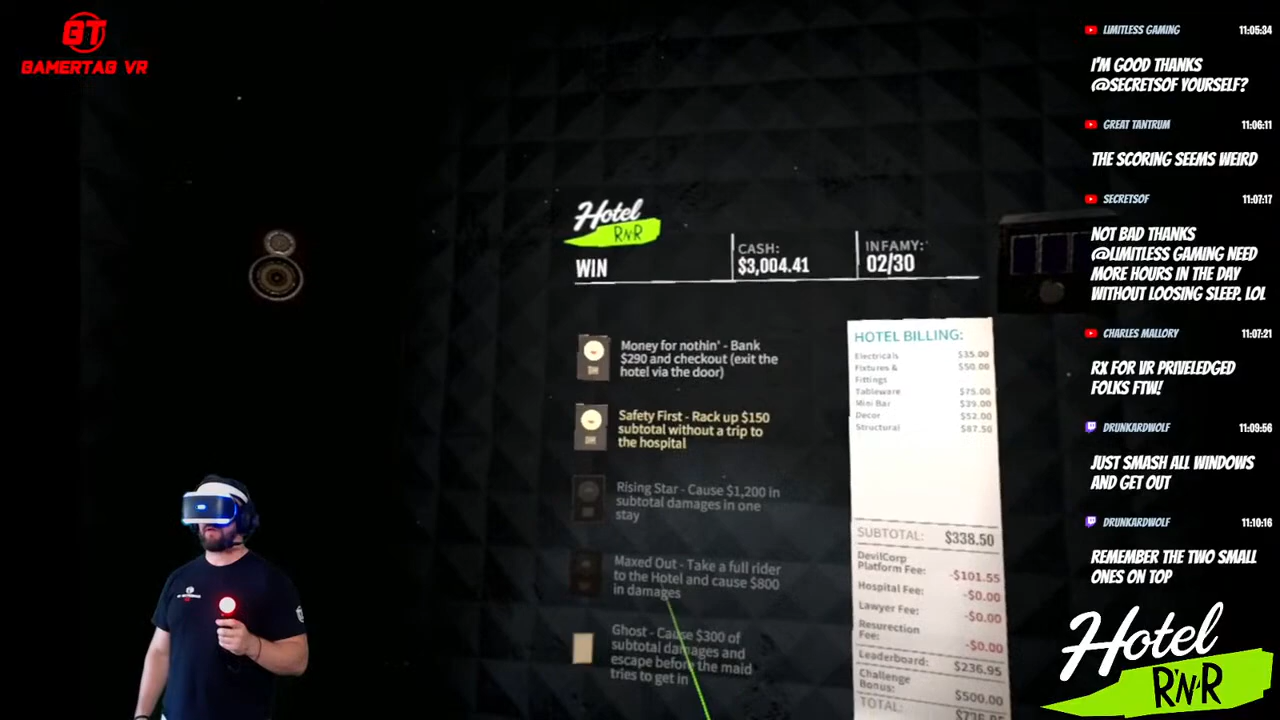 GT
GAMERTAG VR
Hotel
RNR
WIN
CASH:
$3,004.41
INFAMY:
02/30
Money for nothin' - Bank
$290 and checkout (exit the
hotel via the door)
Safety First - Rack up $150
subtotal without a trip to
the hospital
Rising Star - Cause $1,200 in
subtotal damages in one
stay
Maxed Out - Take a full rider
to the Hotel and cause $800
in damages
Ghost - Cause $300 of
subtotal damages and
escape before the maid
tries to get in
HOTEL BILLING:
Electricals $35.00
Fixtures & $50.00
Fittings
Tableware $75.00
Mini Bar $39.00
Decor $52.00
Structural $87.50
SUBTOTAL: $338.50
DevilCorp
Platform Fee: -$101.55
Hospital Fee: -$0.00
Lawyer Fee: -$0.00
Resurection
Fee: -$0.00
Leaderboard: $236.95
Challenge
Bonus: $500.00
TOTAL: $736.95
LIMITLESS GAMING 11:05:34
I'M GOOD THANKS
@SECRETSOF YOURSELF?
GREAT TANTRUM 11:06:11
THE SCORING SEEMS WEIRD
SECRETSOF 11:07:17
NOT BAD THANKS
@LIMITLESS GAMING NEED
MORE HOURS IN THE DAY
WITHOUT LOOSING SLEEP. LOL
CHARLES MALLORY 11:07:21
RX FOR VR PRIVELEDGED
FOLKS FTW!
DRUNKARDWOLF 11:09:56
JUST SMASH ALL WINDOWS
AND GET OUT
DRUNKARDWOLF 11:10:16
REMEMBER THE TWO SMALL
ONES ON TOP
Hotel
R'N'R